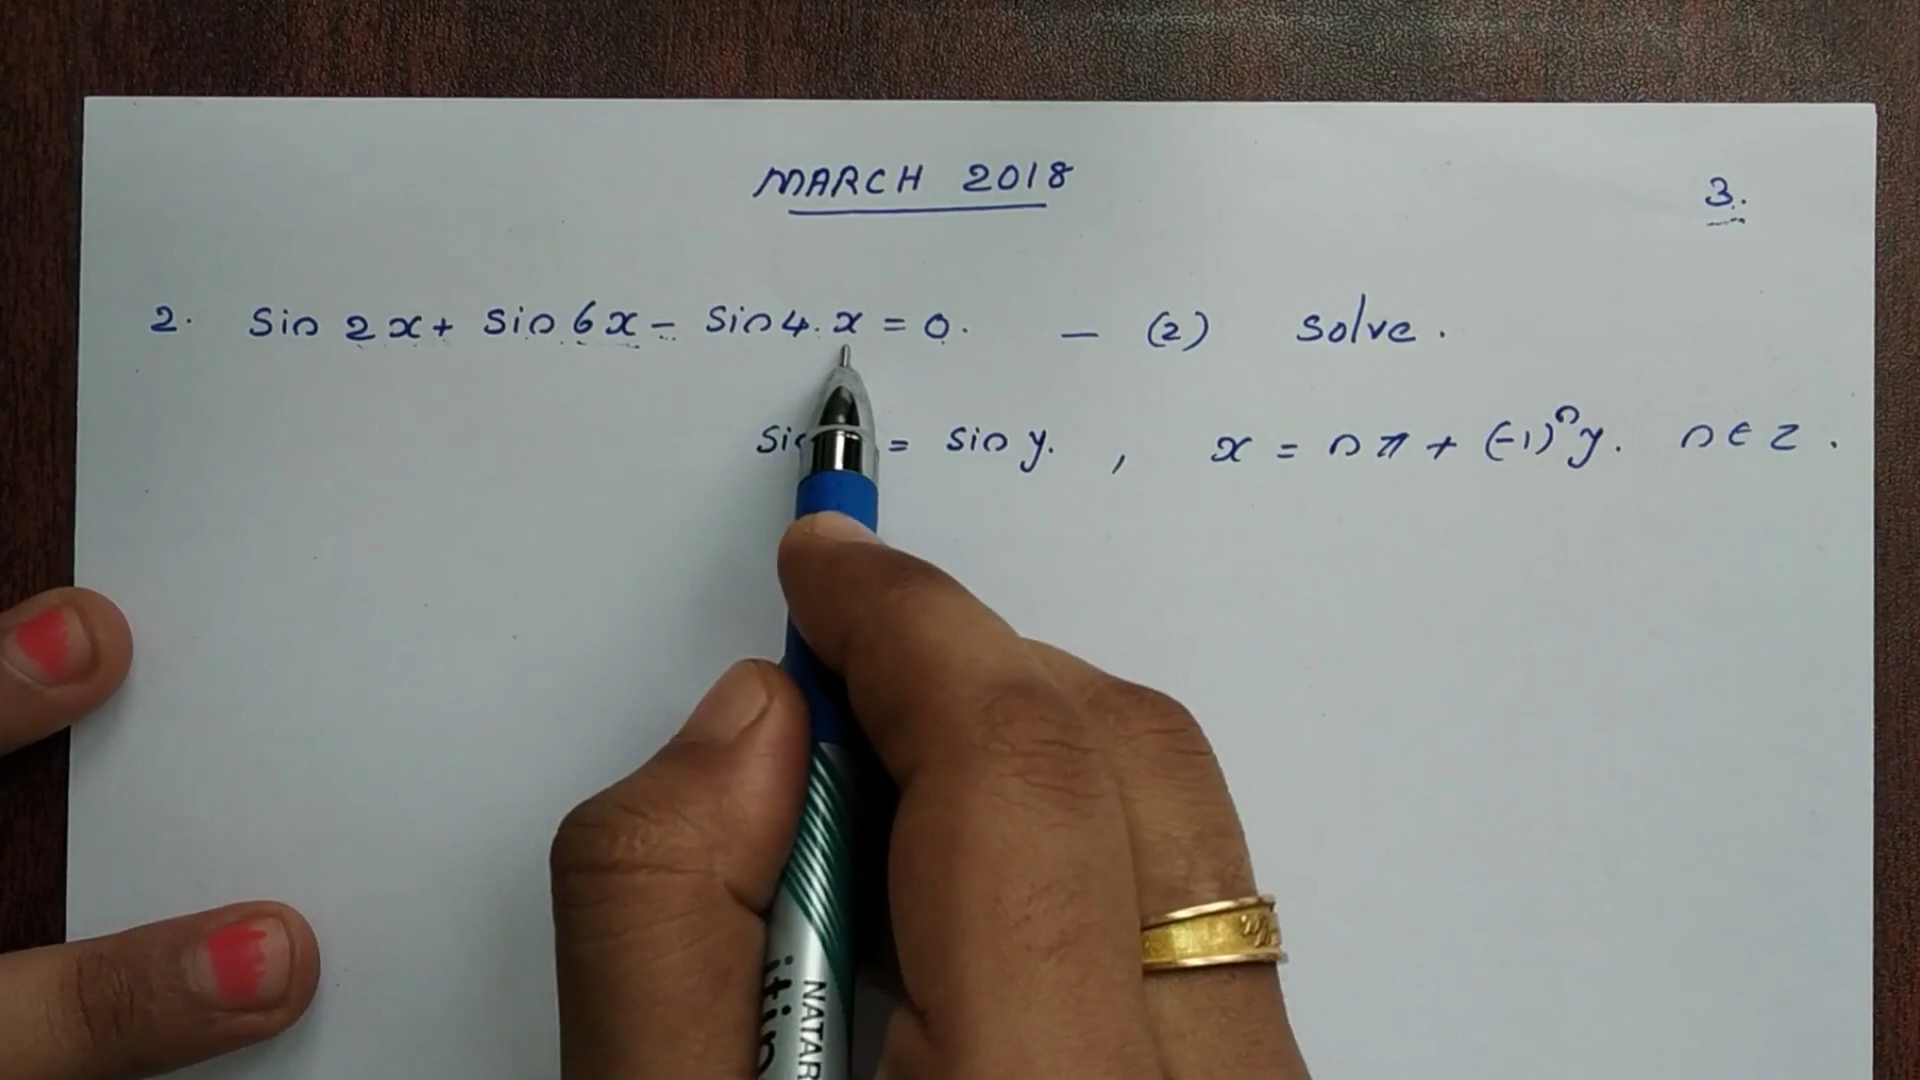 MARCH 2018
3.
2. Sin 2x + Sin 6x - Sin 4x = 0. - (2) Solve.
= Sin y. , x = nπ + (-1)ⁿy. n ∈ Z.
NATAR